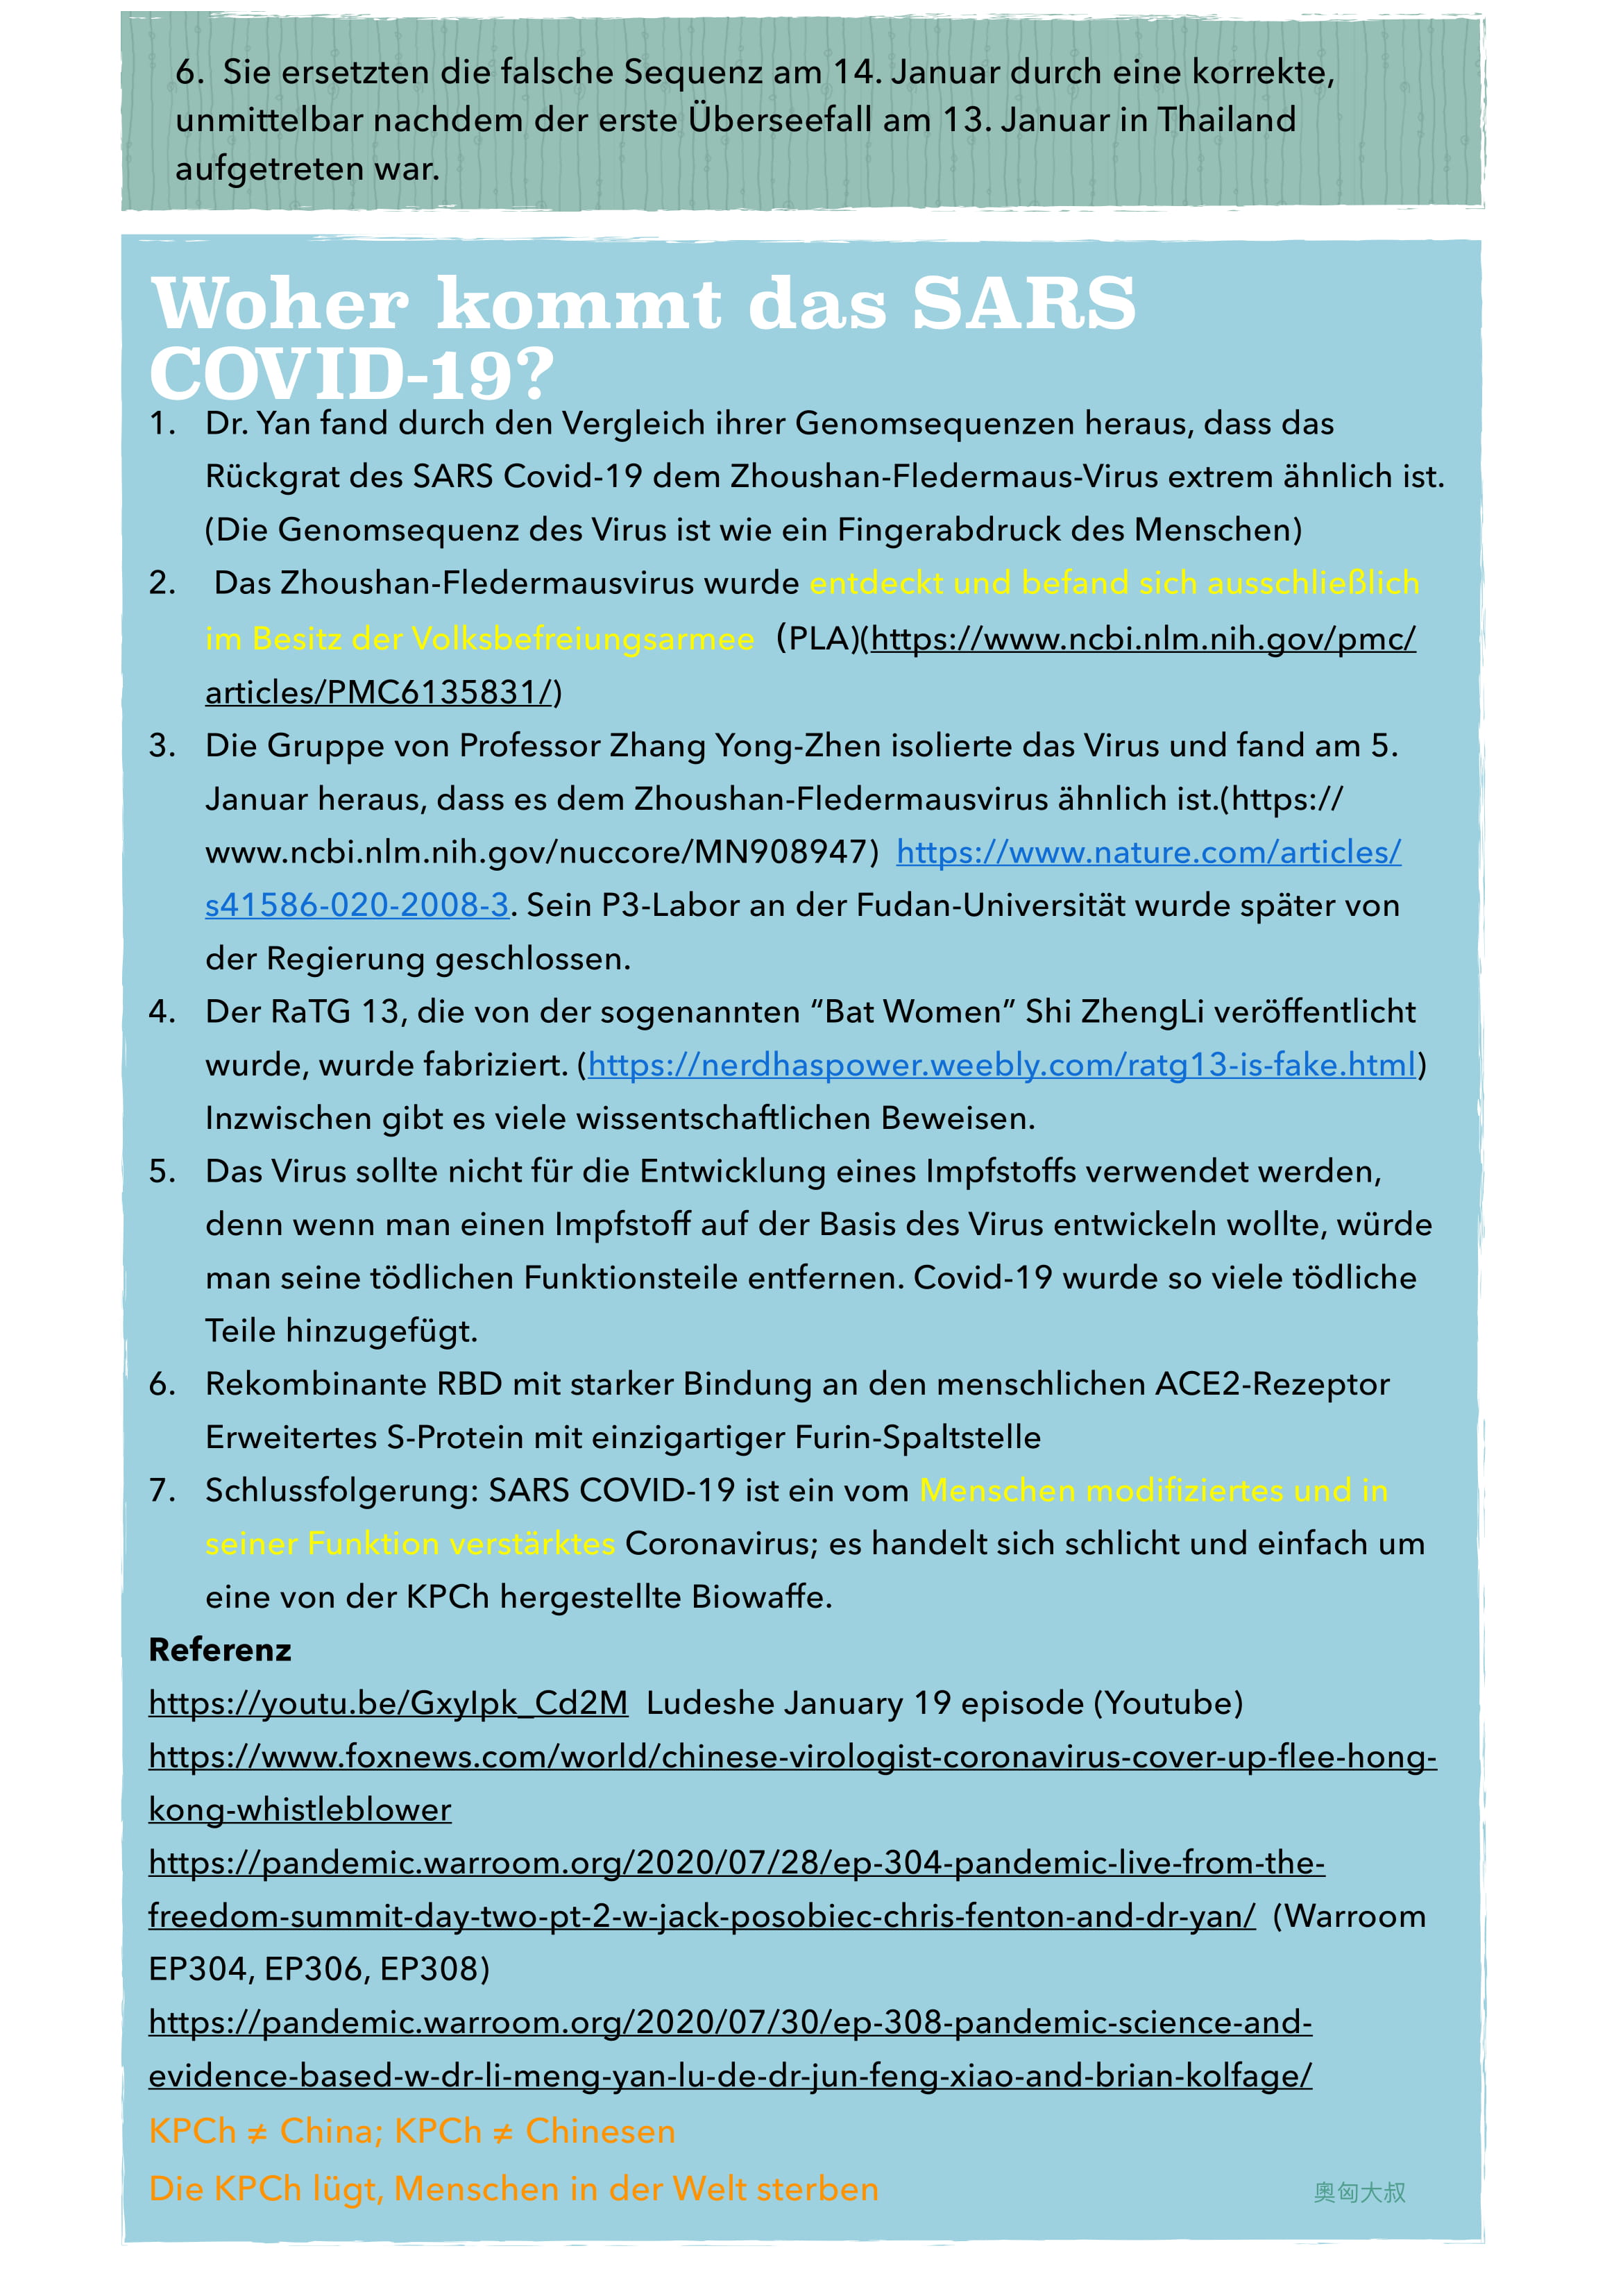 6. Sie ersetzten die falsche Sequenz am 14. Januar durch eine korrekte,
unmittelbar nachdem der erste Überseefall am 13. Januar in Thailand
aufgetreten war.
Woher kommt das SARS
COVID-19?
1. Dr. Yan fand durch den Vergleich ihrer Genomsequenzen heraus, dass das
Rückgrat des SARS Covid-19 dem Zhoushan-Fledermaus-Virus extrem ähnlich ist.
(Die Genomsequenz des Virus ist wie ein Fingerabdruck des Menschen)
2. Das Zhoushan-Fledermausvirus wurde entdeckt und befand sich ausschließlich
im Besitz der Volksbefreiungsarmee (PLA)(https://www.ncbi.nlm.nih.gov/pmc/
articles/PMC6135831/)
3. Die Gruppe von Professor Zhang Yong-Zhen isolierte das Virus und fand am 5.
Januar heraus, dass es dem Zhoushan-Fledermausvirus ähnlich ist.(https://
www.ncbi.nlm.nih.gov/nuccore/MN908947) https://www.nature.com/articles/
s41586-020-2008-3. Sein P3-Labor an der Fudan-Universität wurde später von
der Regierung geschlossen.
4. Der RaTG 13, die von der sogenannten “Bat Women” Shi ZhengLi veröffentlicht
wurde, wurde fabriziert. (https://nerdhaspower.weebly.com/ratg13-is-fake.html)
Inzwischen gibt es viele wissentschaftlichen Beweisen.
5. Das Virus sollte nicht für die Entwicklung eines Impfstoffs verwendet werden,
denn wenn man einen Impfstoff auf der Basis des Virus entwickeln wollte, würde
man seine tödlichen Funktionsteile entfernen. Covid-19 wurde so viele tödliche
Teile hinzugefügt.
6. Rekombinante RBD mit starker Bindung an den menschlichen ACE2-Rezeptor
Erweitertes S-Protein mit einzigartiger Furin-Spaltstelle
7. Schlussfolgerung: SARS COVID-19 ist ein vom Menschen modifiziertes und in
seiner Funktion verstärktes Coronavirus; es handelt sich schlicht und einfach um
eine von der KPCh hergestellte Biowaffe.
Referenz
https://youtu.be/GxyIpk_Cd2M Ludeshe January 19 episode (Youtube)
https://www.foxnews.com/world/chinese-virologist-coronavirus-cover-up-flee-hong-
kong-whistleblower
https://pandemic.warroom.org/2020/07/28/ep-304-pandemic-live-from-the-
freedom-summit-day-two-pt-2-w-jack-posobiec-chris-fenton-and-dr-yan/ (Warroom
EP304, EP306, EP308)
https://pandemic.warroom.org/2020/07/30/ep-308-pandemic-science-and-
evidence-based-w-dr-li-meng-yan-lu-de-dr-jun-feng-xiao-and-brian-kolfage/
KPCh ≠ China; KPCh ≠ Chinesen
Die KPCh lügt, Menschen in der Welt sterben
奥匈大叔